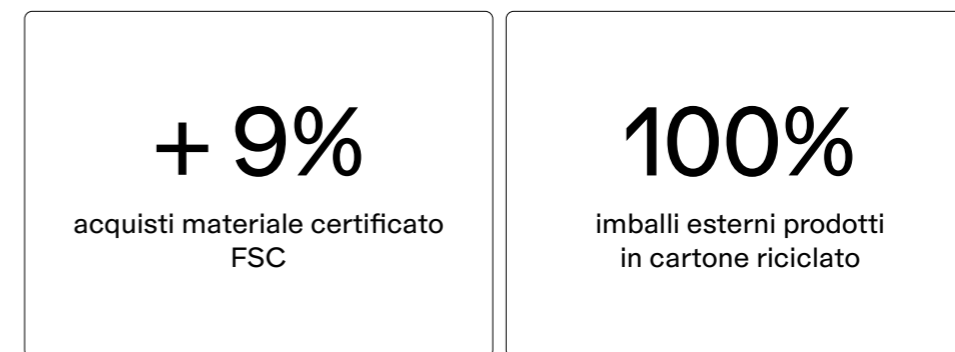 + 9%
acquisti materiale certificato
FSC
100%
imballi esterni prodotti
in cartone riciclato